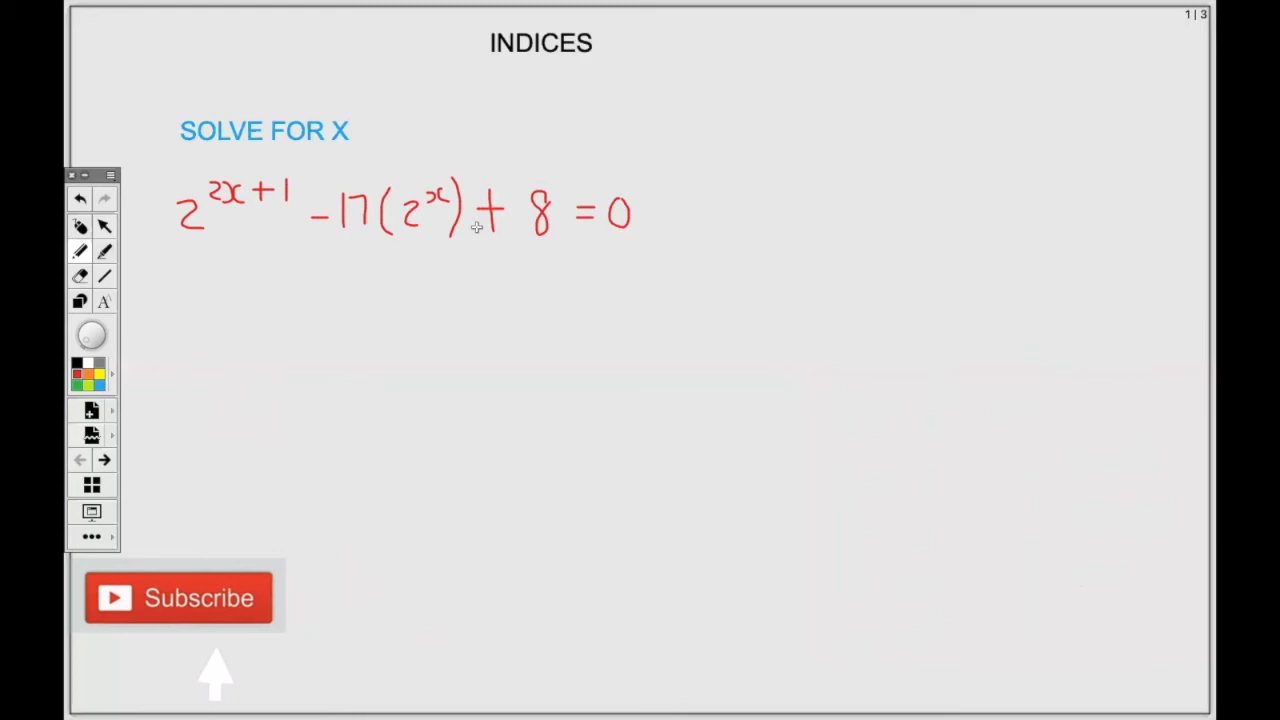 1 | 3
INDICES
SOLVE FOR X
2^{2x+1} - 17(2^x) + 8 = 0
A
Subscribe